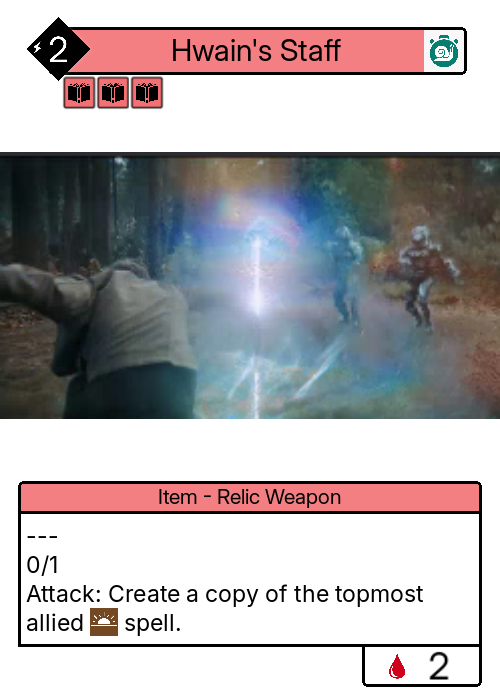 2
Hwain's Staff
Item - Relic Weapon
---
0/1
Attack: Create a copy of the topmost
allied spell.
2